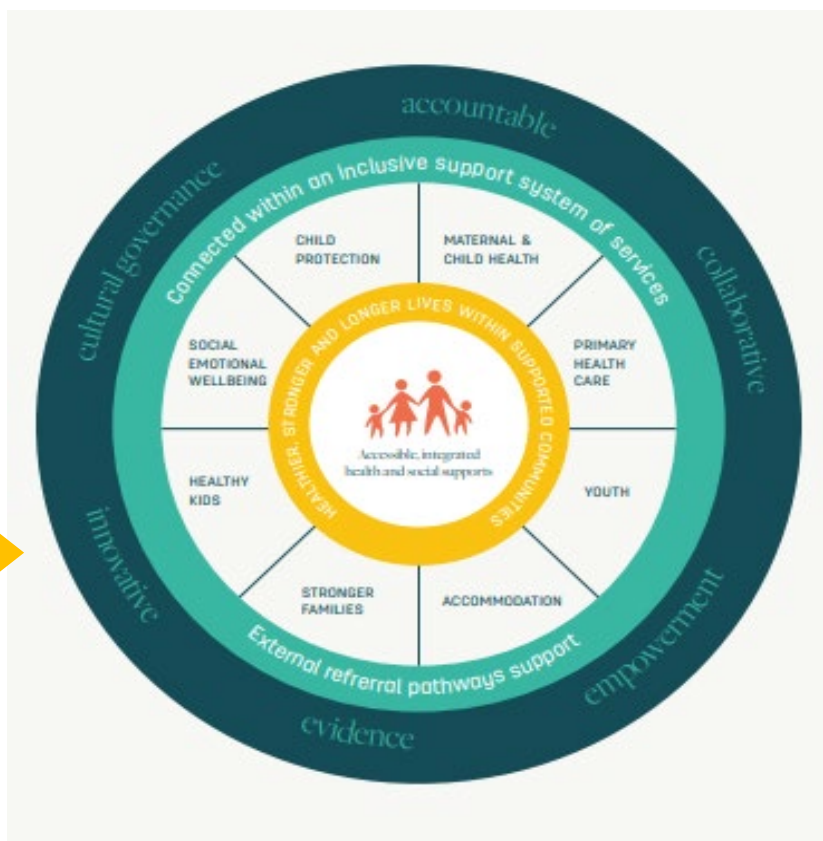 accountable
collaborative
empowerment
evidence
innovative
cultural governance
Connected within an inclusive support system of services
External refrerral pathways support
CHILD
PROTECTION
MATERNAL &
CHILD HEALTH
PRIMARY
HEALTH
CARE
YOUTH
ACCOMMODATION
STRONGER
FAMILIES
HEALTHY
KIDS
SOCIAL
EMOTIONAL
WELLBEING
HEALTHIER, STRONGER AND LONGER LIVES WITHIN SUPPORTED COMMUNITIES
Accessible, integrated
health and social supports